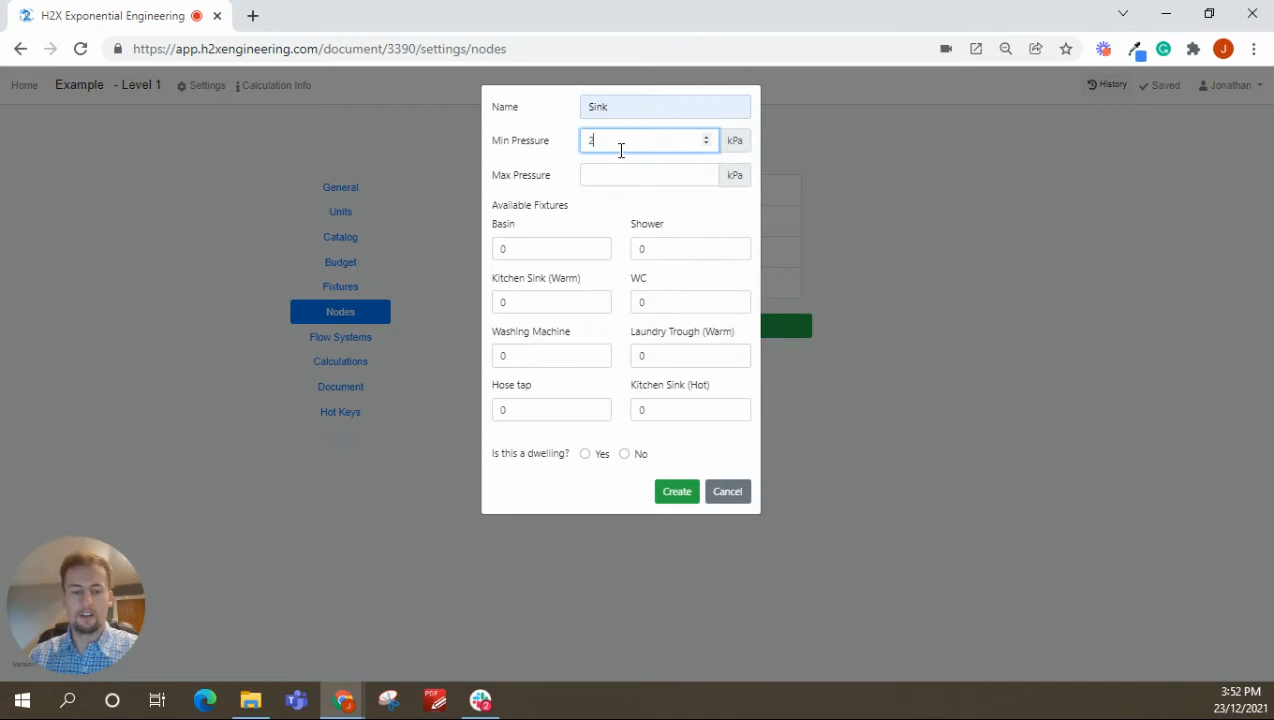 H2X Exponential Engineering
https://app.h2xengineering.com/document/3390/settings/nodes
J
Home
Example - Level 1
Settings
Calculation Info
History
Saved
Jonathan
General
Units
Catalog
Budget
Fixtures
Nodes
Flow Systems
Calculations
Document
Hot Keys
Name
Sink
Min Pressure
2
kPa
Max Pressure
kPa
Available Fixtures
Basin
Shower
0
0
Kitchen Sink (Warm)
WC
0
0
Washing Machine
Laundry Trough (Warm)
0
0
Hose tap
Kitchen Sink (Hot)
0
0
Is this a dwelling?
Yes
No
Create
Cancel
PDF
2
3:52 PM
23/12/2021